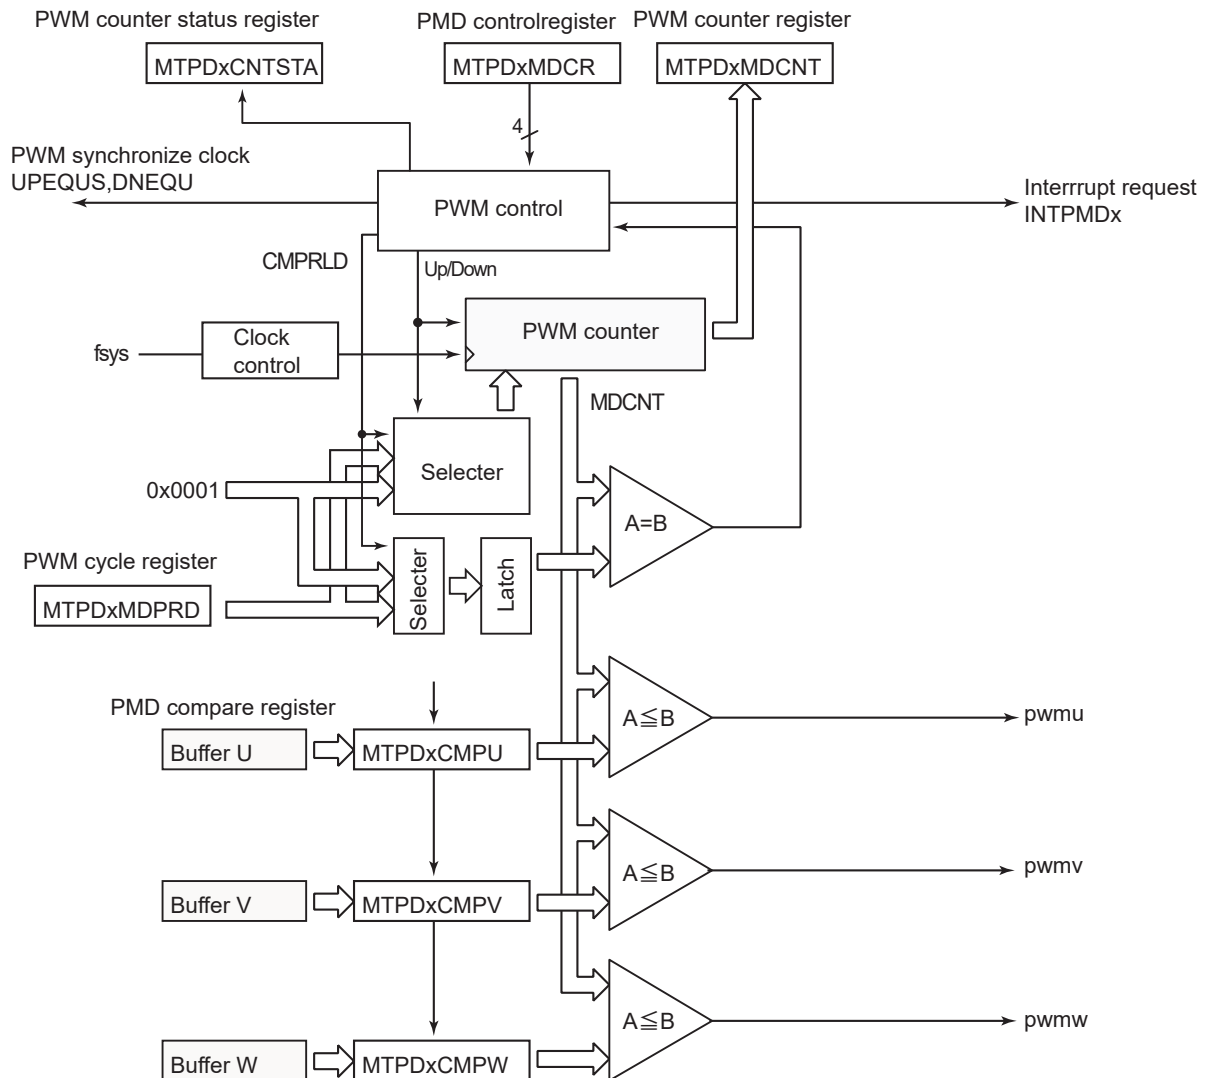 PWM counter status register
PMD controlregister
PWM counter register
MTPDxCNTSTA
MTPDxMDCR
MTPDxMDCNT
4
PWM synchronize clock
UPEQUS,DNEQU
PWM control
Interrrupt request
INTPMDx
CMPRLD
Up/Down
fsys
Clock
control
PWM counter
MDCNT
Selecter
0x0001
A=B
PWM cycle register
MTPDxMDPRD
Selecter
Latch
PMD compare register
Buffer U
MTPDxCMPU
A≦B
pwmu
Buffer V
MTPDxCMPV
A≦B
pwmv
Buffer W
MTPDxCMPW
A≦B
pwmw